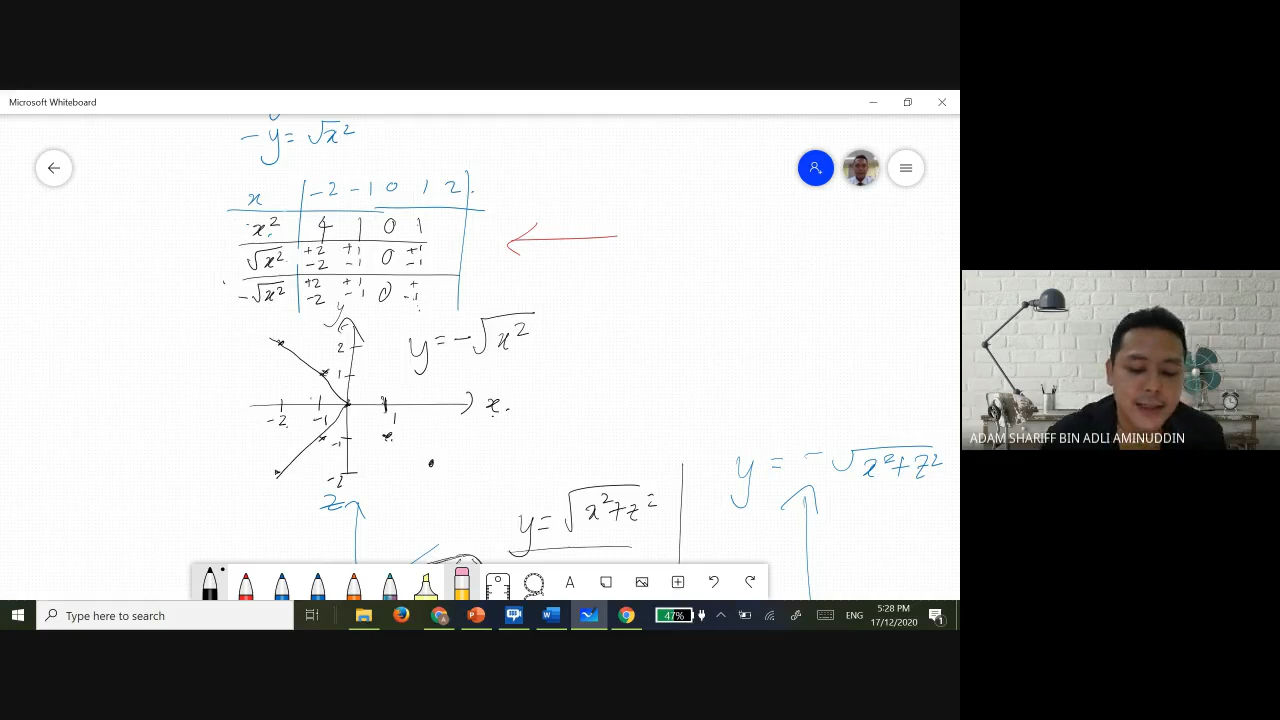 Microsoft Whiteboard
- y = √x²
x -2 -1 0 1 2
x² 4 1 0 1
√x² +2 +1 0 +1
-2 -1 -1
-√x² +2 +1 0 +
-2 -1 -1
y
y = -√x²
2
1
-2 -1 1 x.
-1
-2
z
y = √x²+z²
y = -√x²+z²
ADAM SHARIFF BIN ADLI AMINUDDIN
A
Type here to search
47%
ENG
5:28 PM
17/12/2020
1